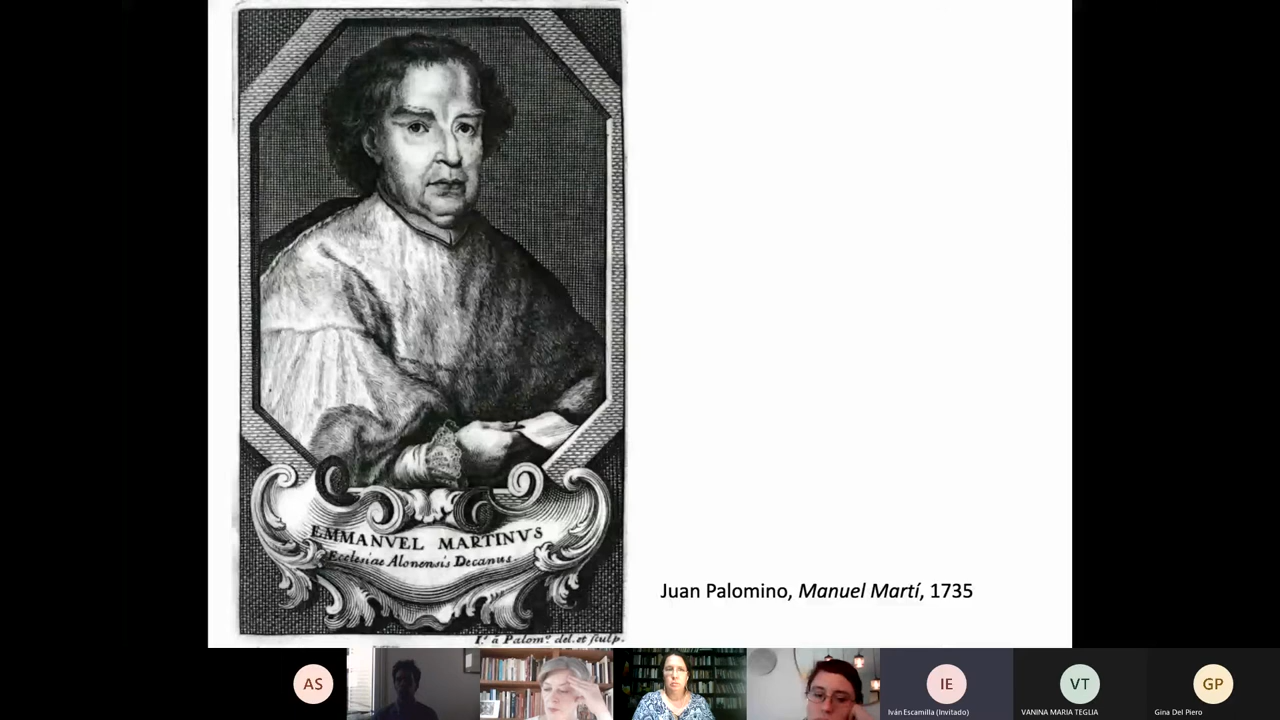 EMMANVEL MARTINVS
Ecclesiae Alonensis Decanus.
I.s à Palom.o del. et sculp.
Juan Palomino, Manuel Martí, 1735
AS
IE
VT
GP
Iván Escamilla (Invitado)
VANINA MARIA TEGLIA
Gina Del Piero